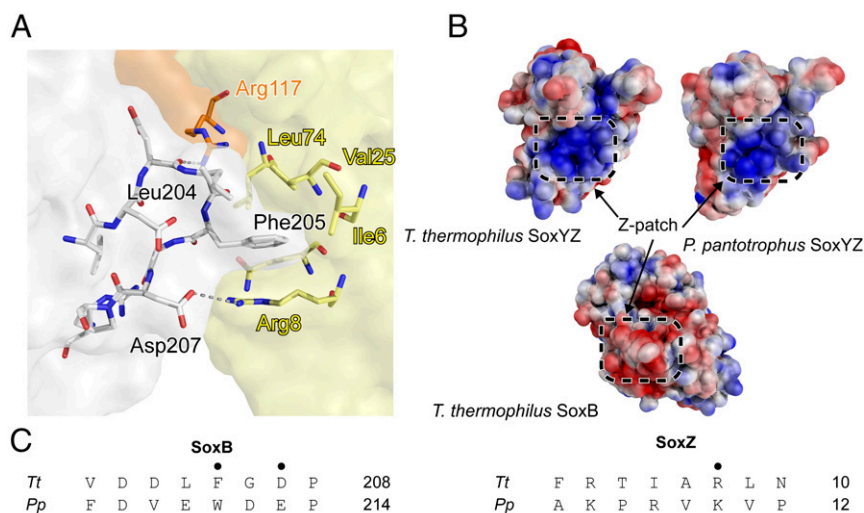 A
Arg117
Leu74
Val25
Leu204
Phe205
Ile6
Arg8
Asp207
B
Z-patch
T. thermophilus SoxYZ
P. pantotrophus SoxYZ
T. thermophilus SoxB
C
SoxB
Tt V D D L F G D P 208
Pp F D V E W D E P 214
SoxZ
Tt F R T I A R L N 10
Pp A K P R V K V P 12